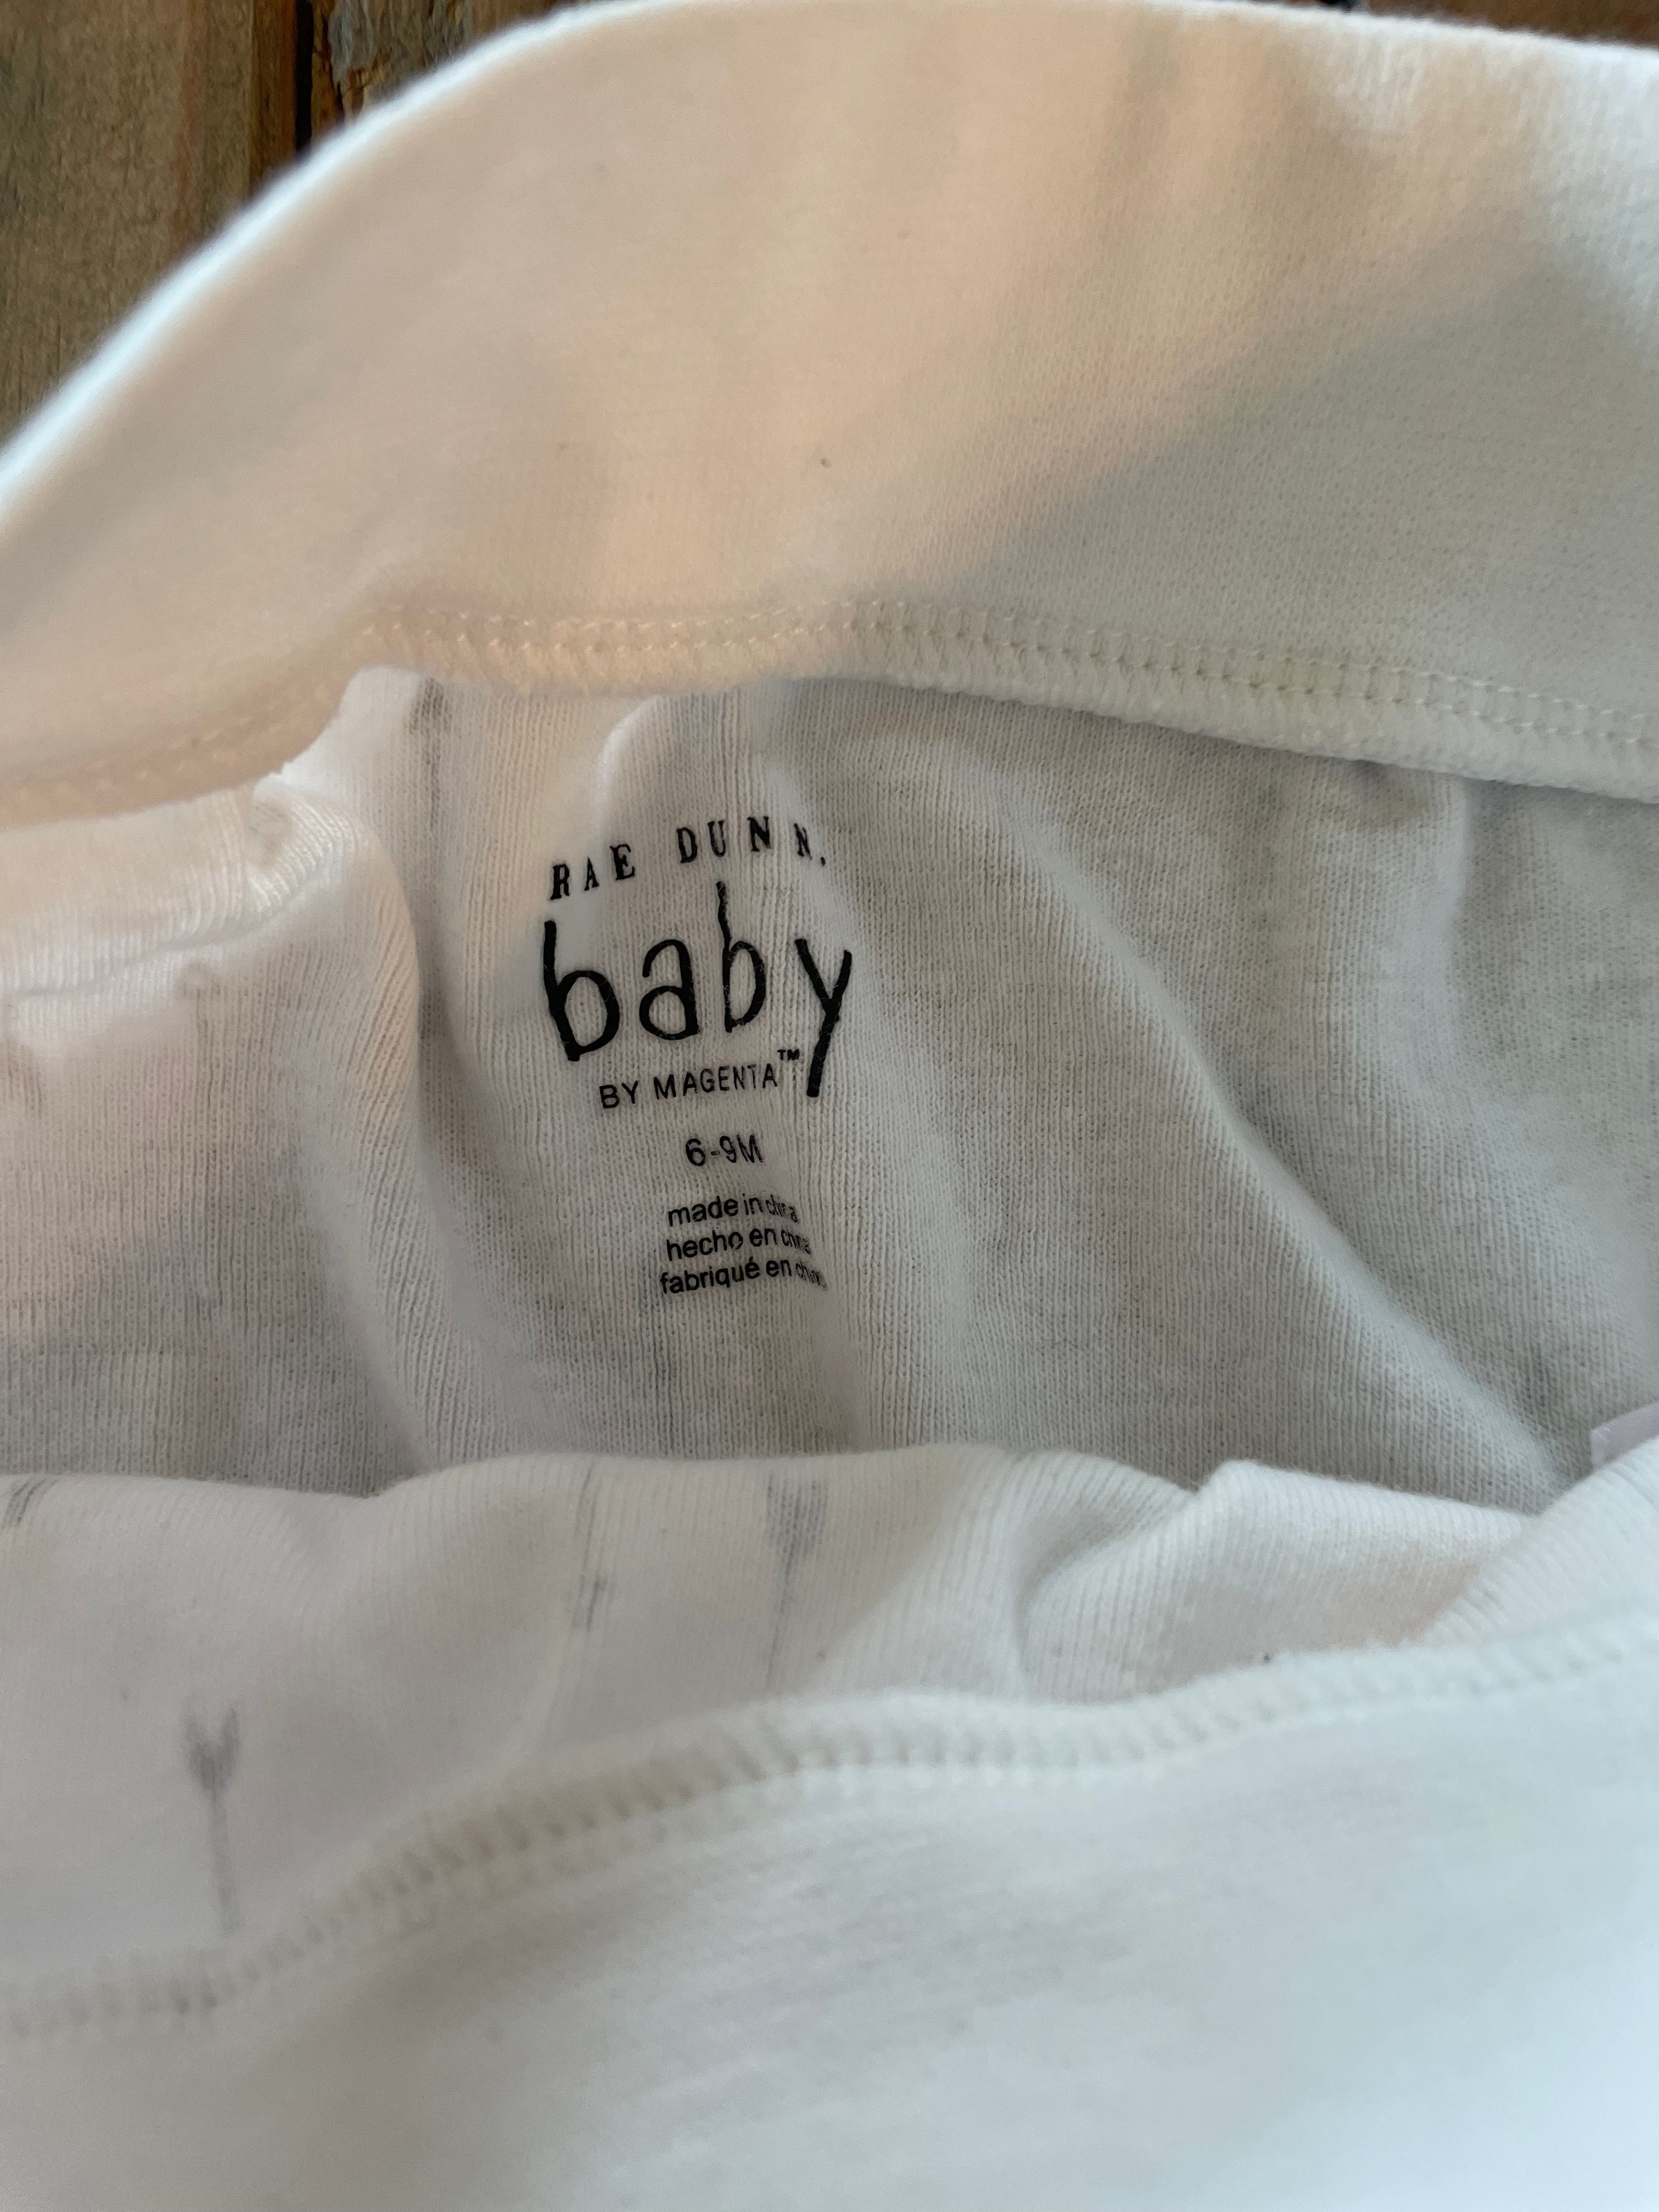 RAE DUNN.
baby
BY MAGENTA™
6-9M
made in china
hecho en china
fabriqué en chine